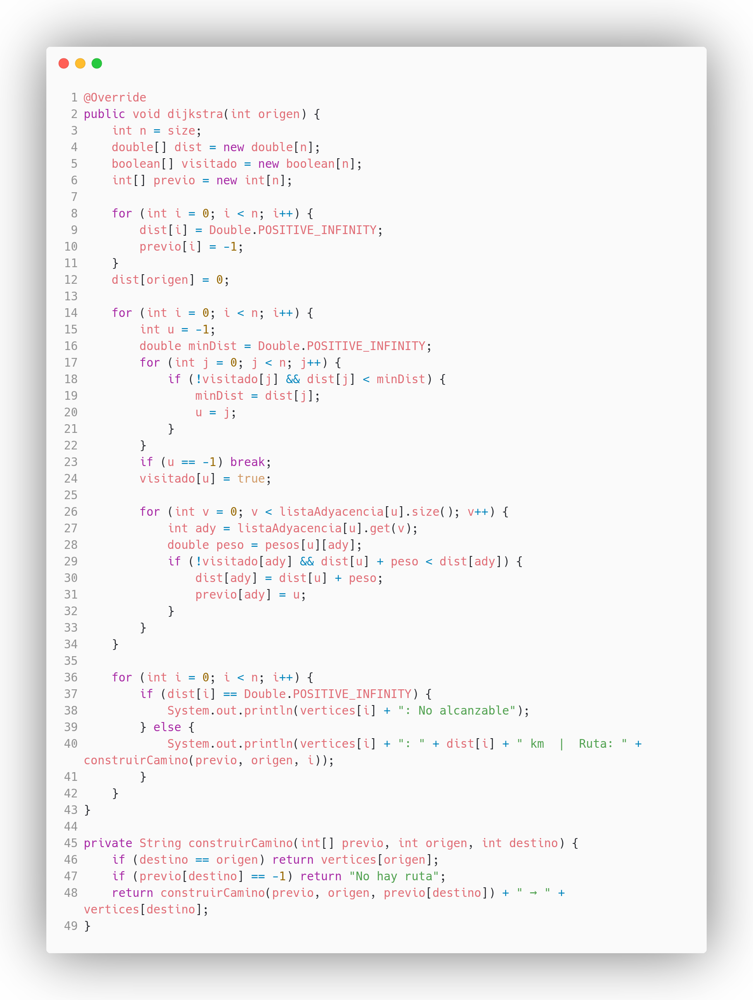 1 @Override
2 public void dijkstra(int origen) {
3     int n = size;
4     double[] dist = new double[n];
5     boolean[] visitado = new boolean[n];
6     int[] previo = new int[n];
7
8     for (int i = 0; i < n; i++) {
9         dist[i] = Double.POSITIVE_INFINITY;
10         previo[i] = -1;
11     }
12     dist[origen] = 0;
13
14     for (int i = 0; i < n; i++) {
15         int u = -1;
16         double minDist = Double.POSITIVE_INFINITY;
17         for (int j = 0; j < n; j++) {
18             if (!visitado[j] && dist[j] < minDist) {
19                 minDist = dist[j];
20                 u = j;
21             }
22         }
23         if (u == -1) break;
24         visitado[u] = true;
25
26         for (int v = 0; v < listaAdyacencia[u].size(); v++) {
27             int ady = listaAdyacencia[u].get(v);
28             double peso = pesos[u][ady];
29             if (!visitado[ady] && dist[u] + peso < dist[ady]) {
30                 dist[ady] = dist[u] + peso;
31                 previo[ady] = u;
32             }
33         }
34     }
35
36     for (int i = 0; i < n; i++) {
37         if (dist[i] == Double.POSITIVE_INFINITY) {
38             System.out.println(vertices[i] + ": No alcanzable");
39         } else {
40             System.out.println(vertices[i] + ": " + dist[i] + " km  |  Ruta: " +
construirCamino(previo, origen, i));
41         }
42     }
43 }
44
45 private String construirCamino(int[] previo, int origen, int destino) {
46     if (destino == origen) return vertices[origen];
47     if (previo[destino] == -1) return "No hay ruta";
48     return construirCamino(previo, origen, previo[destino]) + " → " +
vertices[destino];
49 }